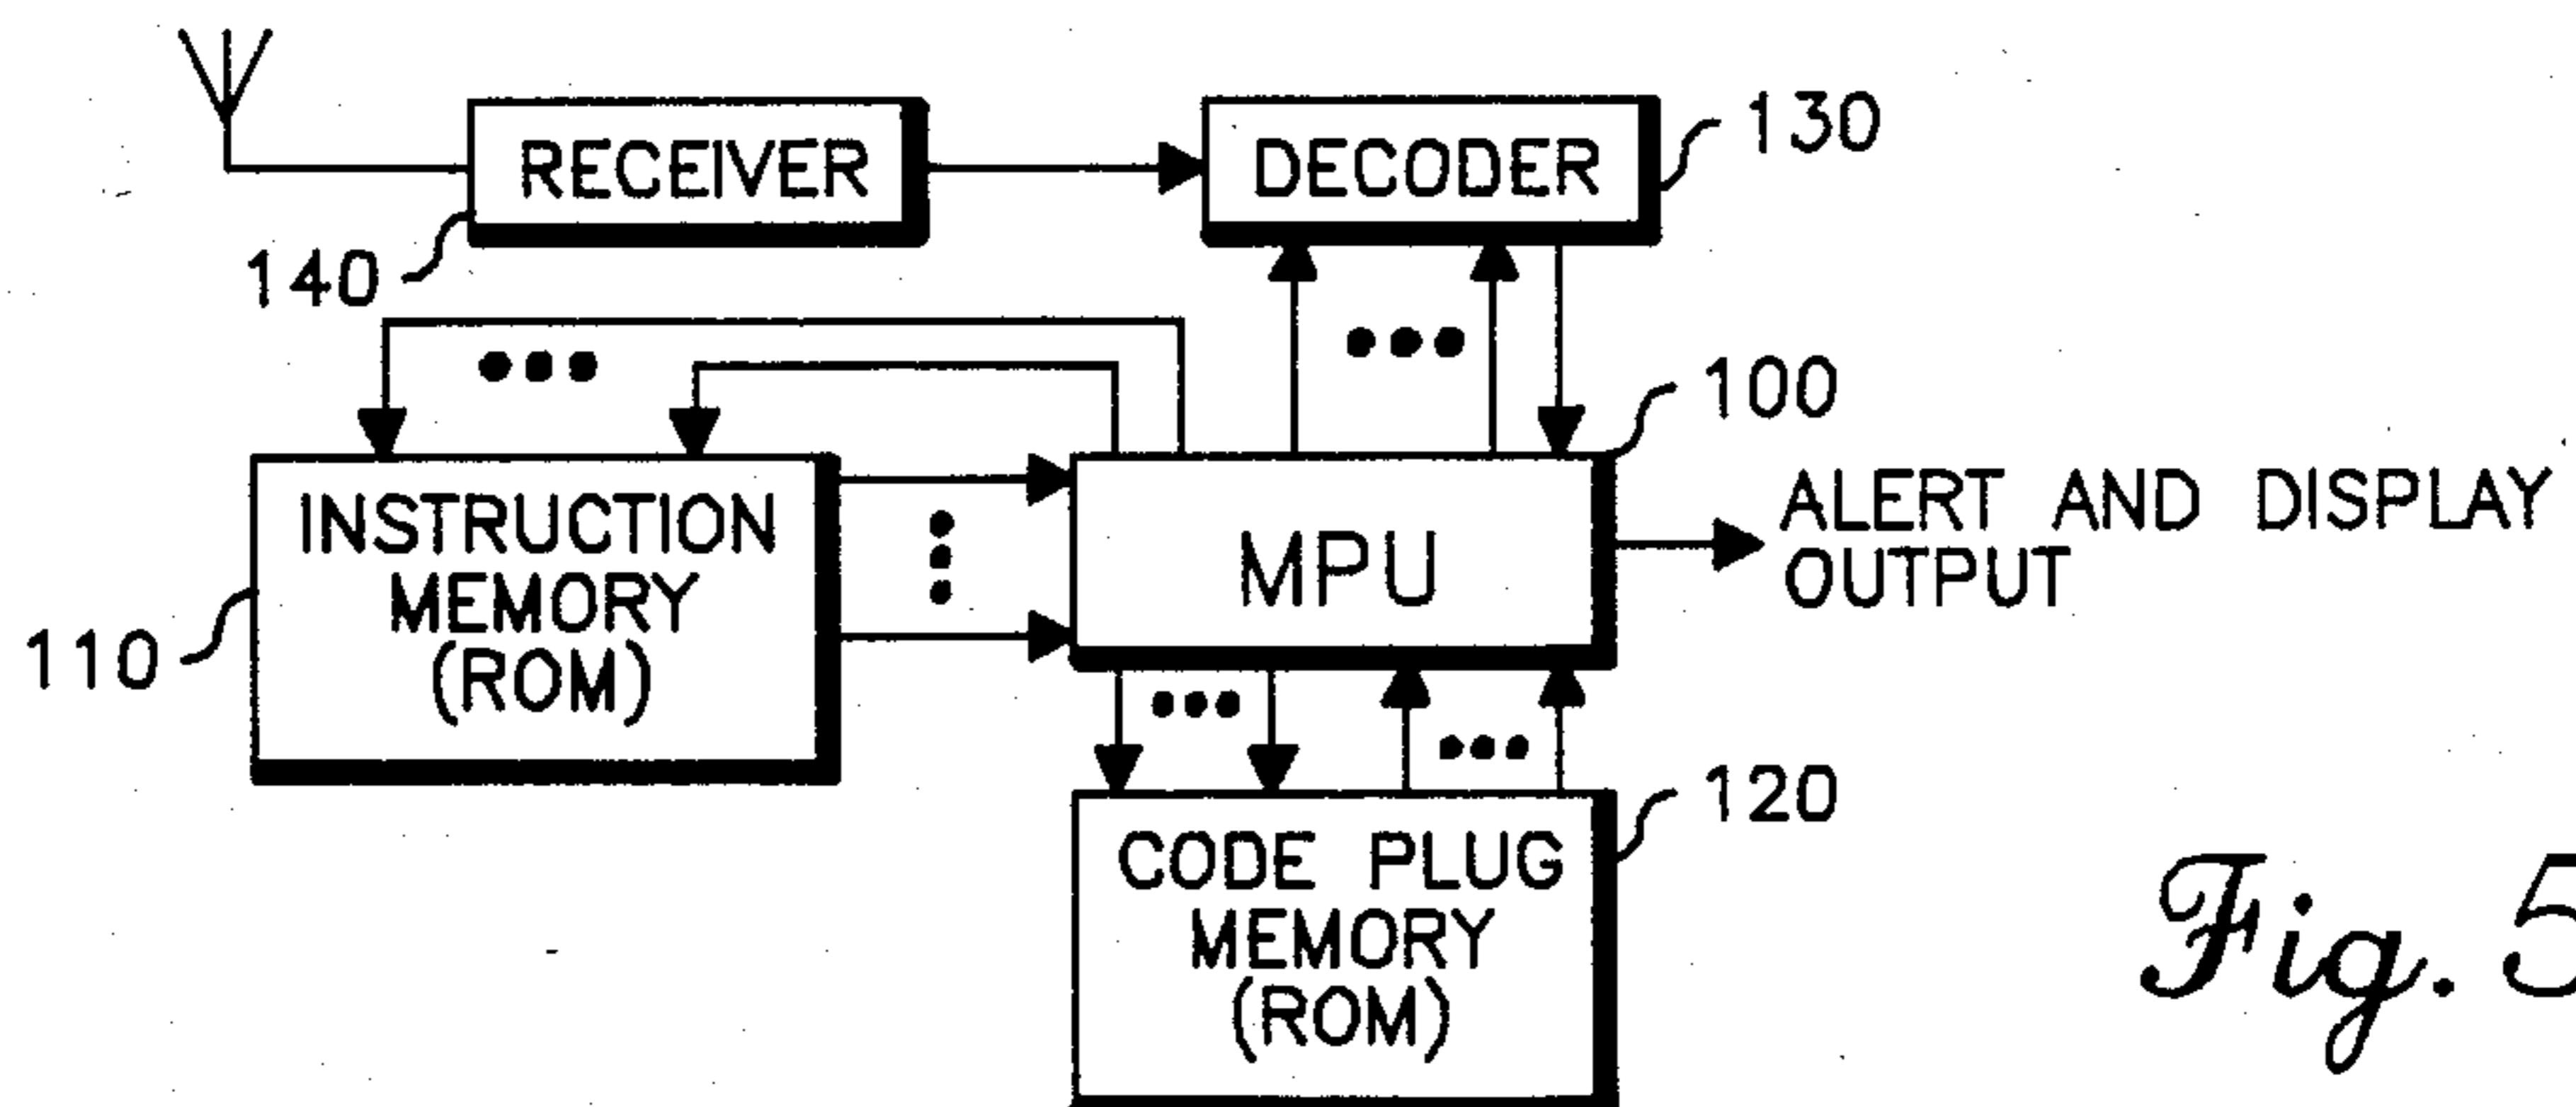 RECEIVER
DECODER
130
140
100
INSTRUCTION
MEMORY
(ROM)
110
MPU
ALERT AND DISPLAY
OUTPUT
120
CODE PLUG
MEMORY
(ROM)
Fig. 5